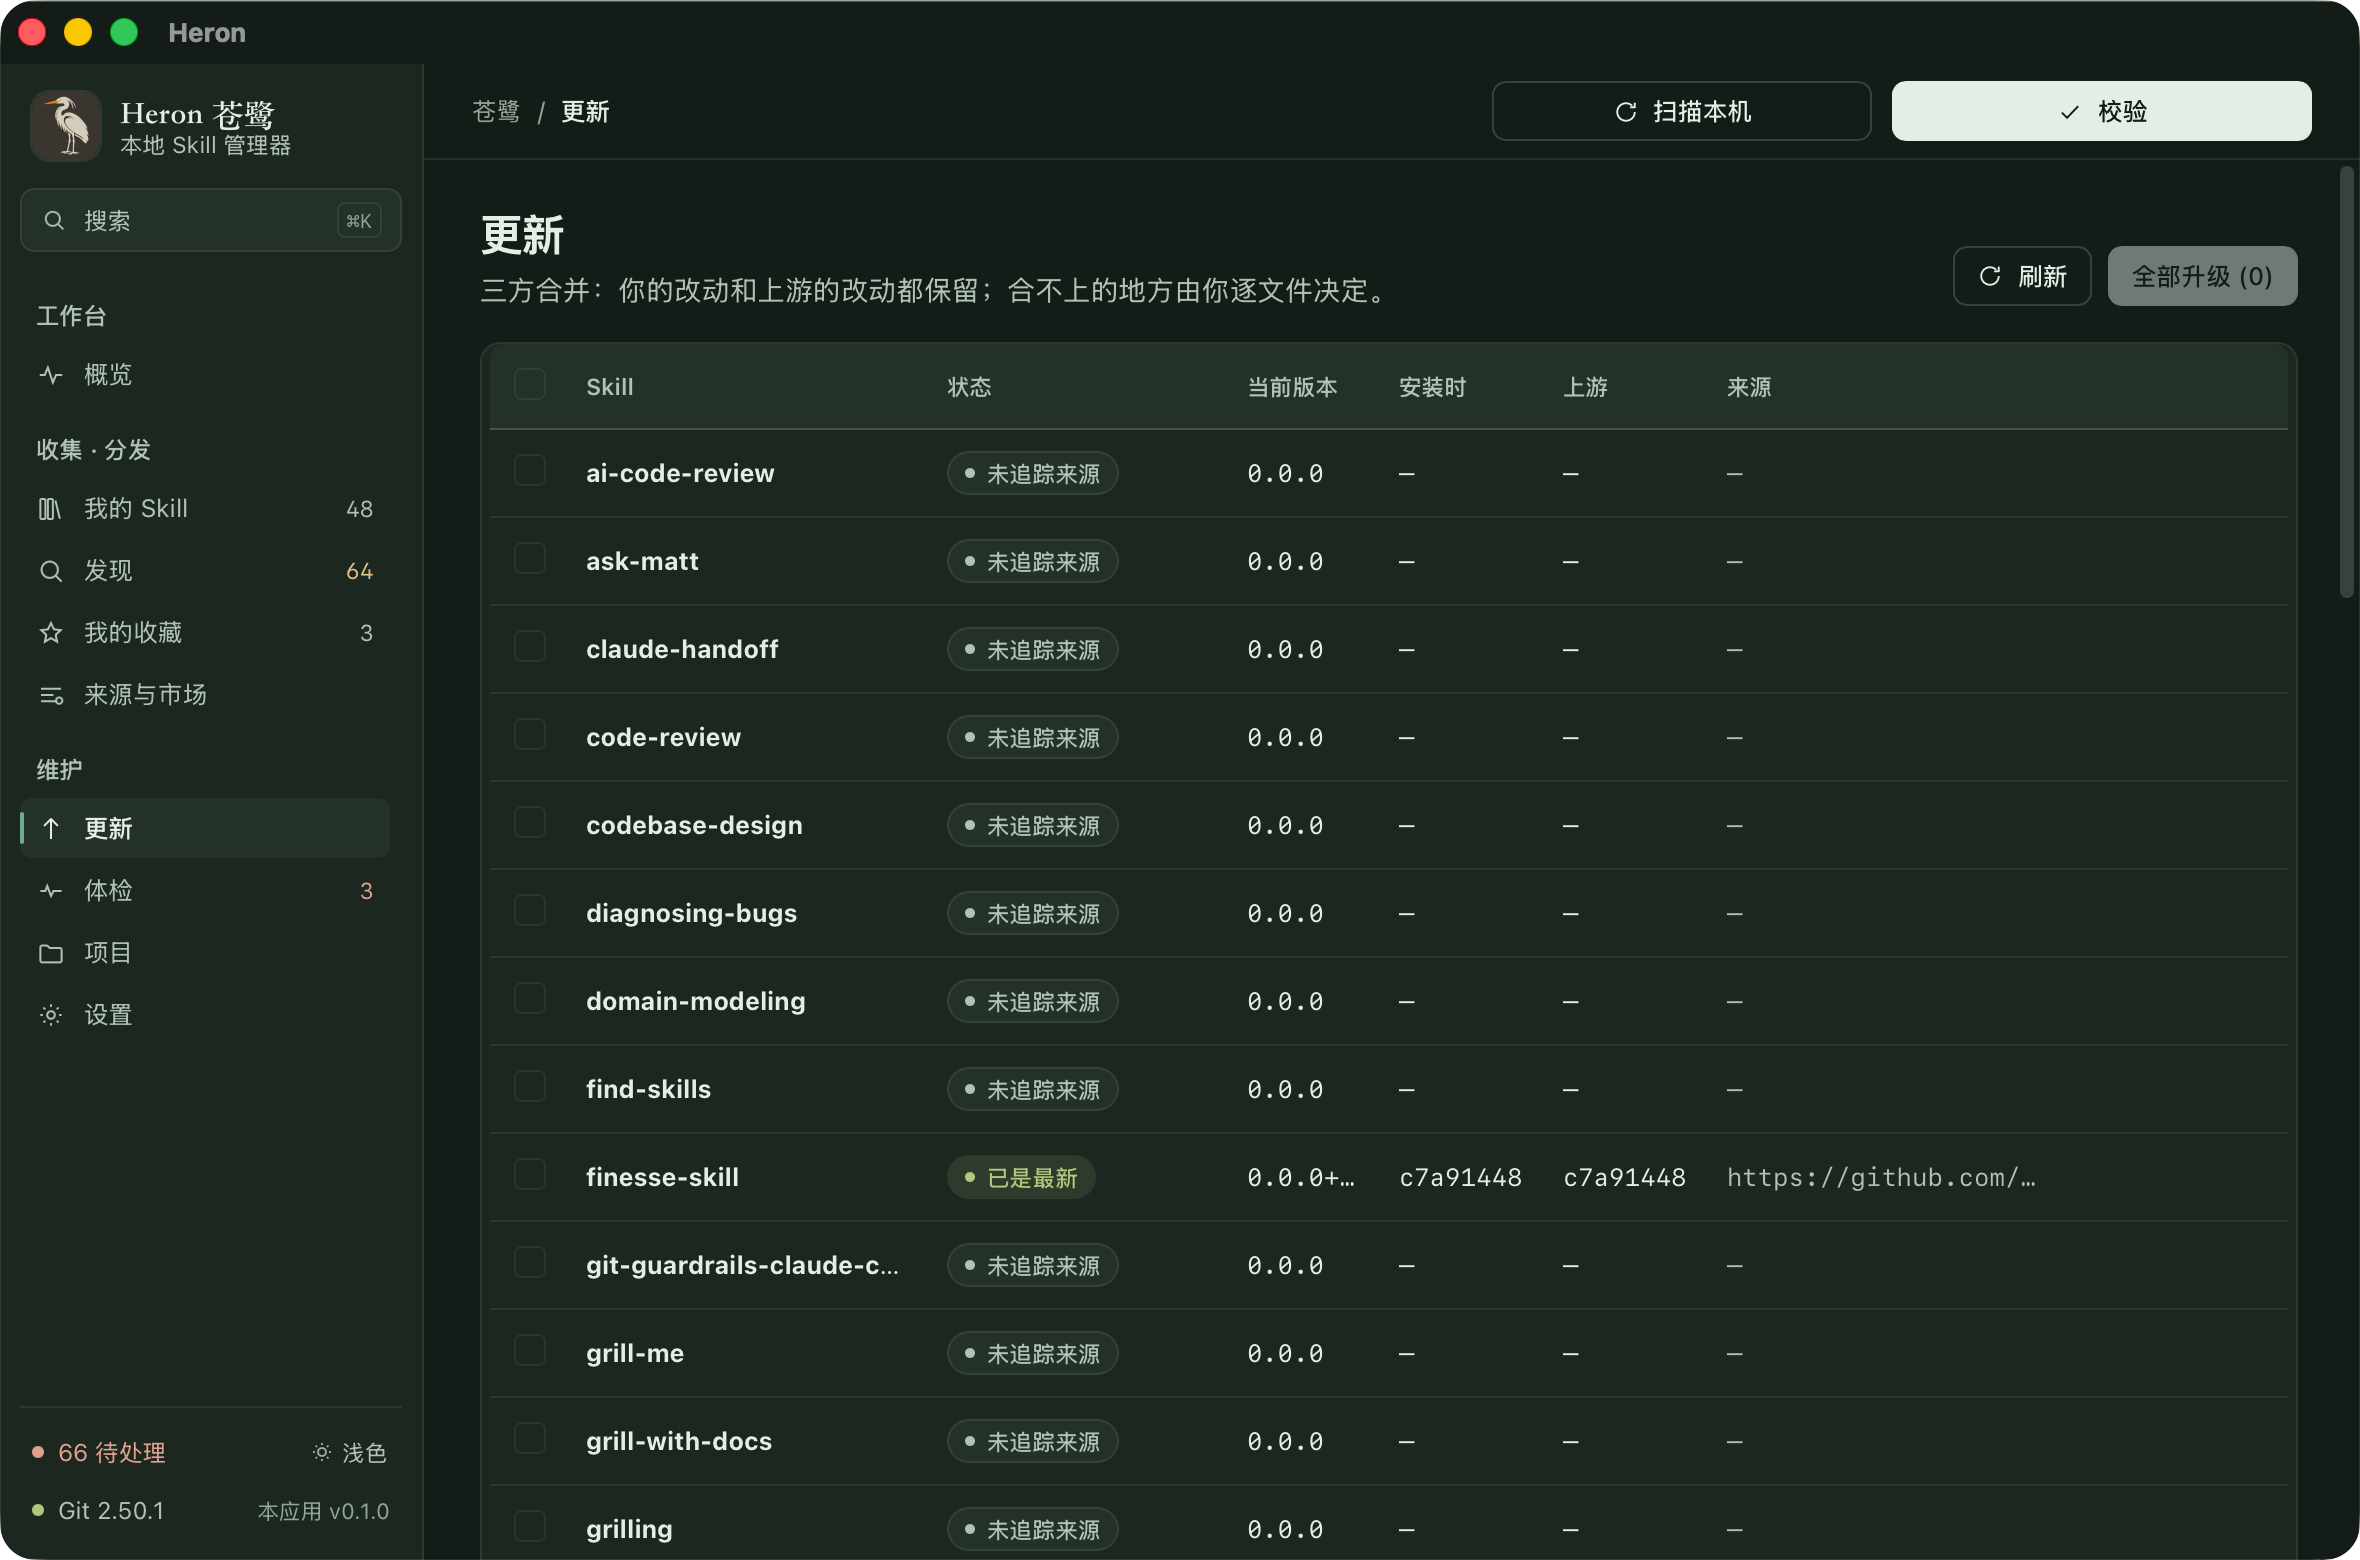 Heron
Heron 苍鹭
本地 Skill 管理器
搜索 ⌘K
工作台
概览
收集 · 分发
我的 Skill 48
发现 64
我的收藏 3
来源与市场
维护
更新
体检 3
项目
设置
66 待处理 浅色
Git 2.50.1 本应用 v0.1.0
苍鹭 / 更新 扫描本机 校验
更新
三方合并：你的改动和上游的改动都保留；合不上的地方由你逐文件决定。
刷新 全部升级 (0)
Skill 状态 当前版本 安装时 上游 来源
ai-code-review 未追踪来源 0.0.0 — — —
ask-matt 未追踪来源 0.0.0 — — —
claude-handoff 未追踪来源 0.0.0 — — —
code-review 未追踪来源 0.0.0 — — —
codebase-design 未追踪来源 0.0.0 — — —
diagnosing-bugs 未追踪来源 0.0.0 — — —
domain-modeling 未追踪来源 0.0.0 — — —
find-skills 未追踪来源 0.0.0 — — —
finesse-skill 已是最新 0.0.0+… c7a91448 c7a91448 https://github.com/…
git-guardrails-claude-c… 未追踪来源 0.0.0 — — —
grill-me 未追踪来源 0.0.0 — — —
grill-with-docs 未追踪来源 0.0.0 — — —
grilling 未追踪来源 0.0.0 — — —